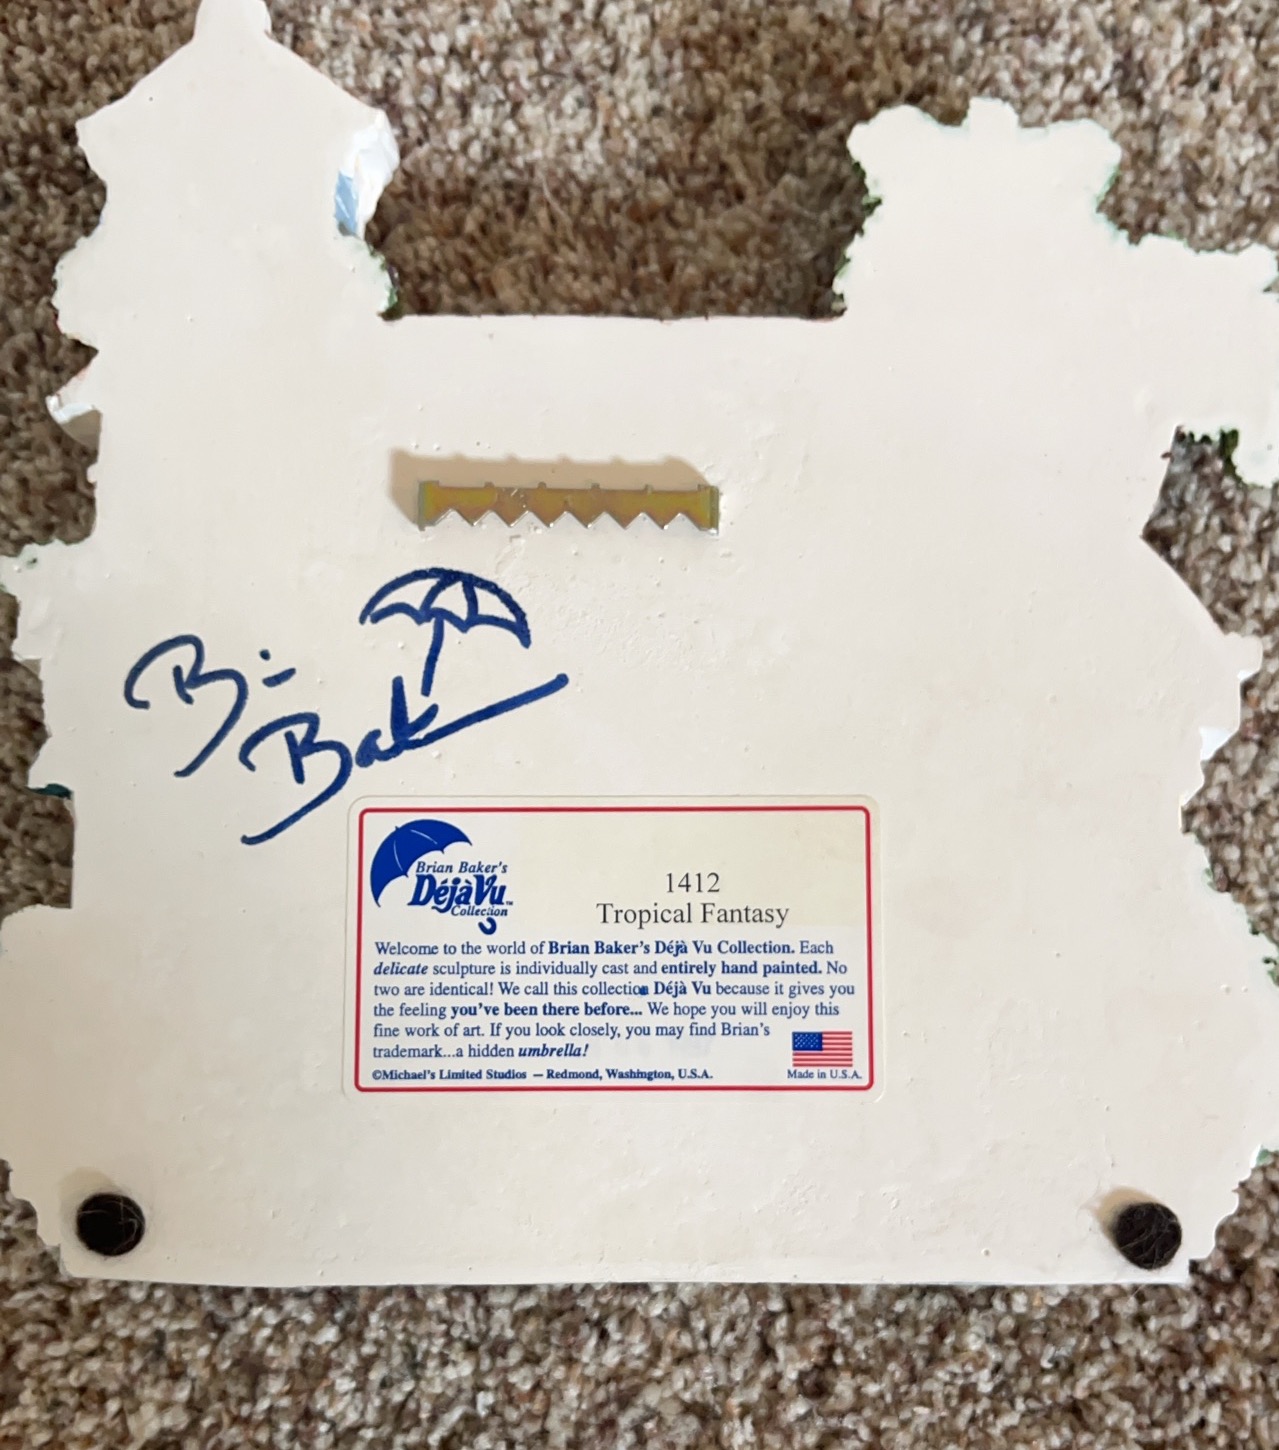 Bri Baker
Brian Baker's
Déjà Vu™
Collection
1412
Tropical Fantasy
Welcome to the world of Brian Baker's Déjà Vu Collection. Each
delicate sculpture is individually cast and entirely hand painted. No
two are identical! We call this collection Déjà Vu because it gives you
the feeling you've been there before... We hope you will enjoy this
fine work of art. If you look closely, you may find Brian's
trademark...a hidden umbrella!
©Michael's Limited Studios — Redmond, Washington, U.S.A.
Made in U.S.A.